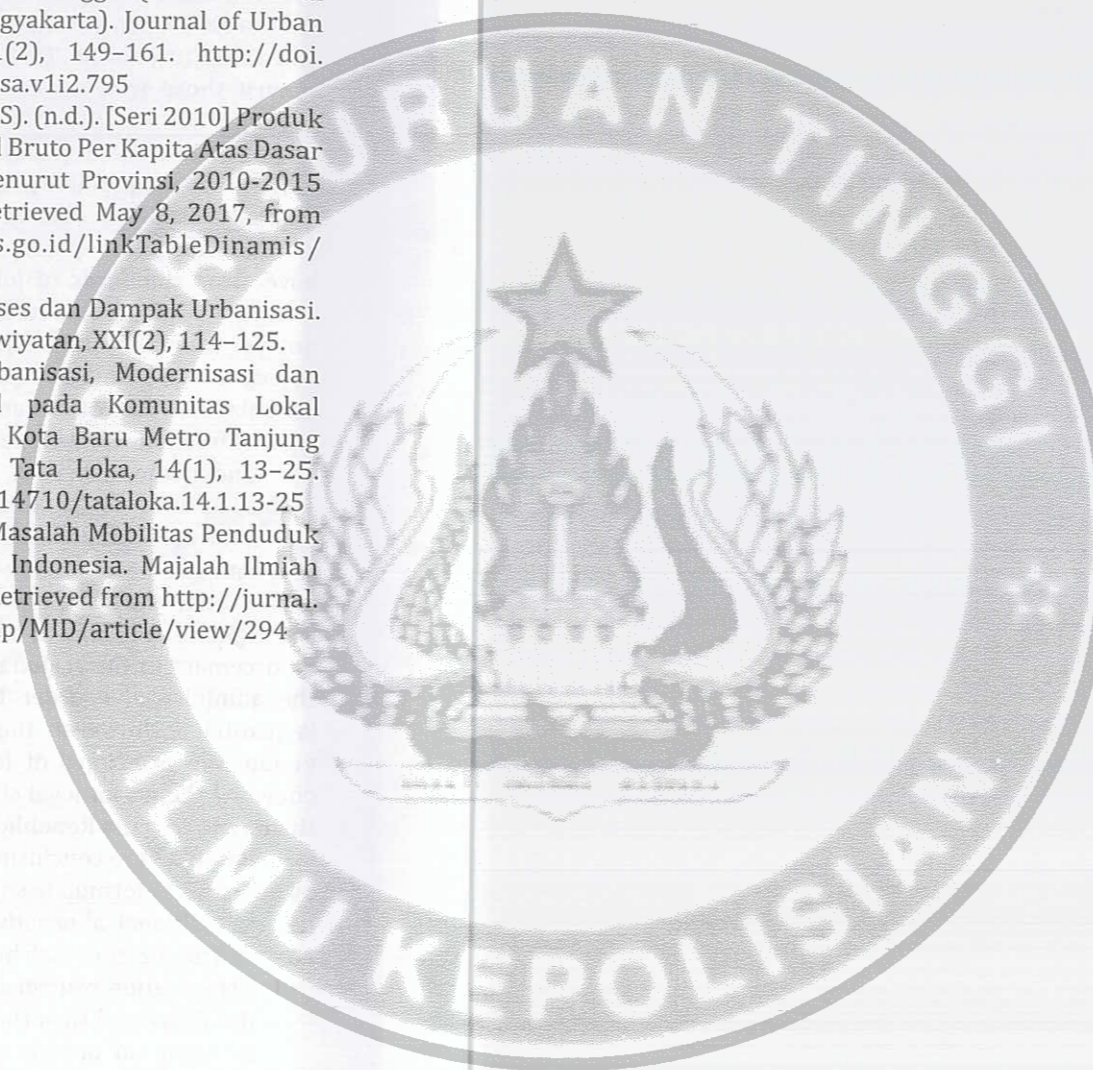 gyakarta). Journal of Urban
1(2), 149–161. http://doi.
sa.v1i2.795
S). (n.d.). [Seri 2010] Produk
l Bruto Per Kapita Atas Dasar
enurut Provinsi, 2010-2015
etrieved May 8, 2017, from
s.go.id/linkTableDinamis/
ses dan Dampak Urbanisasi.
wiyatan, XXI(2), 114–125.
banisasi, Modernisasi dan
l pada Komunitas Lokal
Kota Baru Metro Tanjung
Tata Loka, 14(1), 13–25.
14710/tataloka.14.1.13-25
Masalah Mobilitas Penduduk
Indonesia. Majalah Ilmiah
Retrieved from http://jurnal.
p/MID/article/view/294
PERGURUAN TINGGI
ILMU KEPOLISIAN